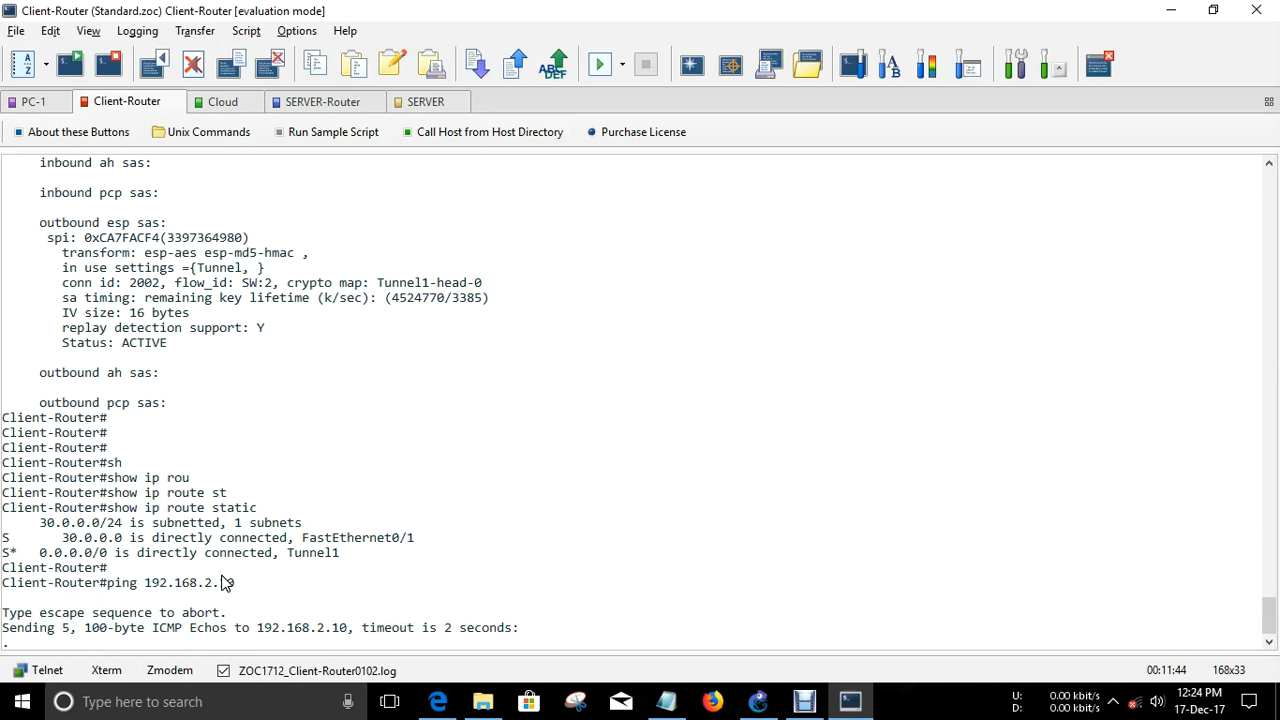 Client-Router (Standard.zoc) Client-Router [evaluation mode]
File Edit View Logging Transfer Script Options Help
PC-1 Client-Router Cloud SERVER-Router SERVER
About these Buttons Unix Commands Run Sample Script Call Host from Host Directory Purchase License
inbound ah sas:
inbound pcp sas:
outbound esp sas:
spi: 0xCA7FACF4(3397364980)
transform: esp-aes esp-md5-hmac ,
in use settings ={Tunnel, }
conn id: 2002, flow_id: SW:2, crypto map: Tunnel1-head-0
sa timing: remaining key lifetime (k/sec): (4524770/3385)
IV size: 16 bytes
replay detection support: Y
Status: ACTIVE
outbound ah sas:
outbound pcp sas:
Client-Router#
Client-Router#
Client-Router#
Client-Router#sh
Client-Router#show ip rou
Client-Router#show ip route st
Client-Router#show ip route static
30.0.0.0/24 is subnetted, 1 subnets
S 30.0.0.0 is directly connected, FastEthernet0/1
S* 0.0.0.0/0 is directly connected, Tunnel1
Client-Router#
Client-Router#ping 192.168.2.10
Type escape sequence to abort.
Sending 5, 100-byte ICMP Echos to 192.168.2.10, timeout is 2 seconds:
.
Telnet Xterm Zmodem ZOC1712_Client-Router0102.log 00:11:44 168x33
Type here to search
U: 0.00 kbit/s
D: 0.00 kbit/s
12:24 PM
17-Dec-17